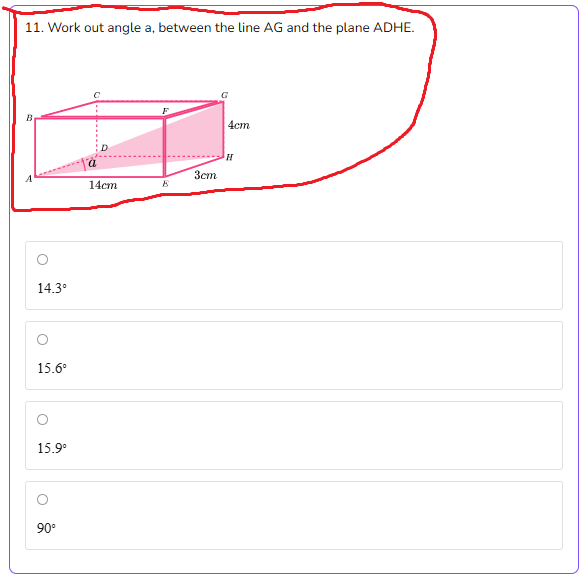 11. Work out angle a, between the line AG and the plane ADHE.
C
G
B
F
4cm
D
H
a
A
14cm
E
3cm
14.3°
15.6°
15.9°
90°